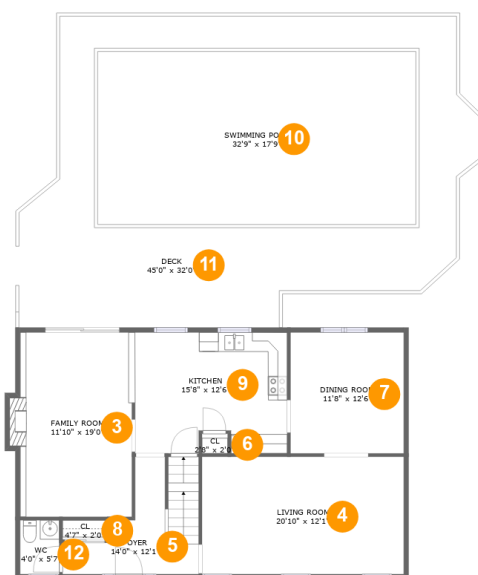 SWIMMING PO
32'9" x 17'9
10
DECK
45'0" x 32'0
11
KITCHEN
15'8" x 12'6
9
DINING ROOM
11'8" x 12'6
7
FAMILY ROOM
11'10" x 19'0
3
CL
2'8" x 2'0
6
LIVING ROOM
20'10" x 12'1
4
CL
4'7" x 2'0
8
OYER
14'0" x 12'1
5
WC
4'0" x 5'7
12